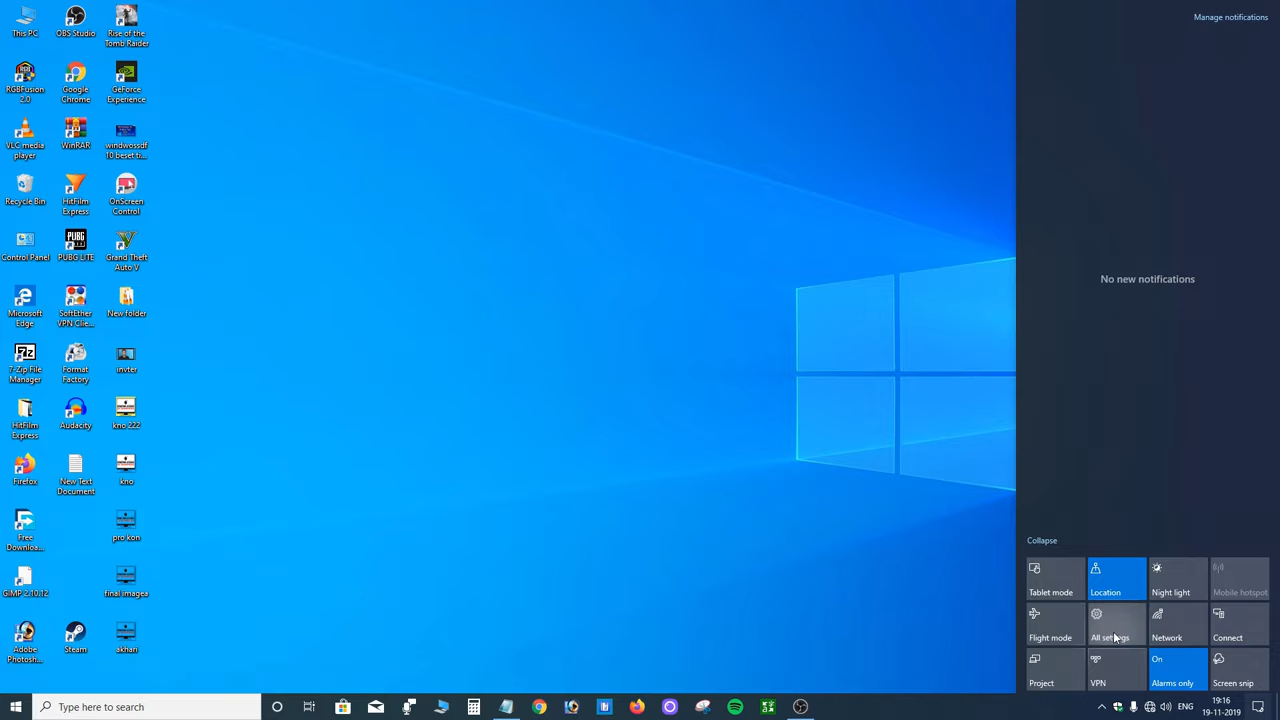 This PC
OBS Studio
Rise of the
Tomb Raider
RGBFusion
2.0
Google
Chrome
GeForce
Experience
VLC media
player
WinRAR
windwossdf
10 beset ti...
Recycle Bin
HitFilm
Express
OnScreen
Control
Control Panel
PUBG LITE
Grand Theft
Auto V
Microsoft
Edge
SoftEther
VPN Clie...
New folder
7-Zip File
Manager
Format
Factory
invter
HitFilm
Express
Audacity
kno 222
Firefox
New Text
Document
kno
Free
Downloa...
pro kon
GIMP 2.10.12
final imagea
Adobe
Photosh...
Steam
akhari
Manage notifications
No new notifications
Collapse
Tablet mode
Location
Night light
Mobile hotspot
Flight mode
All settings
Network
Connect
Project
VPN
On
Alarms only
Screen snip
Type here to search
ENG
19:16
19-11-2019